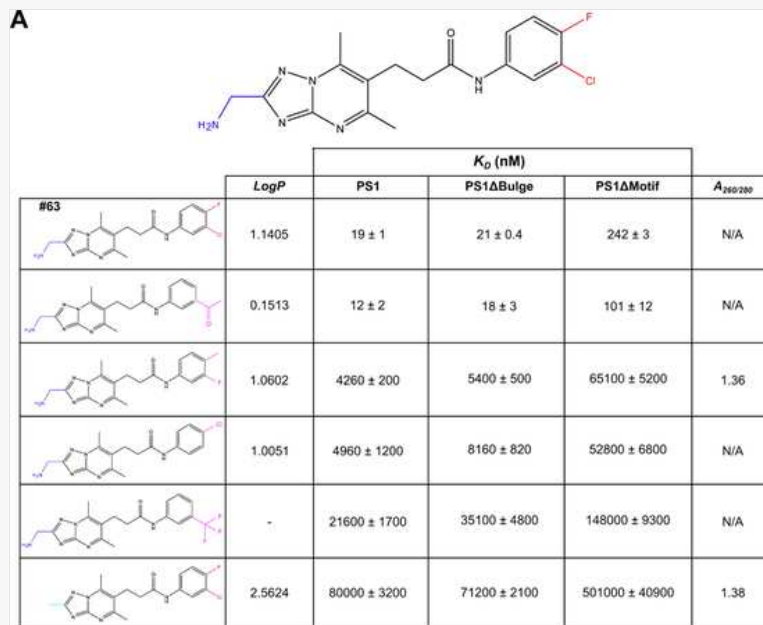 A
F
O
N
N
N
N
N
H
Cl
H2N
K_D (nM)
LogP PS1 PS1ΔBulge PS1ΔMotif A260/280
#63
1.1405 19 ± 1 21 ± 0.4 242 ± 3 N/A
0.1513 12 ± 2 18 ± 3 101 ± 12 N/A
1.0602 4260 ± 200 5400 ± 500 65100 ± 5200 1.36
1.0051 4960 ± 1200 8160 ± 820 52800 ± 6800 N/A
- 21600 ± 1700 35100 ± 4800 148000 ± 9300 N/A
2.5624 80000 ± 3200 71200 ± 2100 501000 ± 40900 1.38